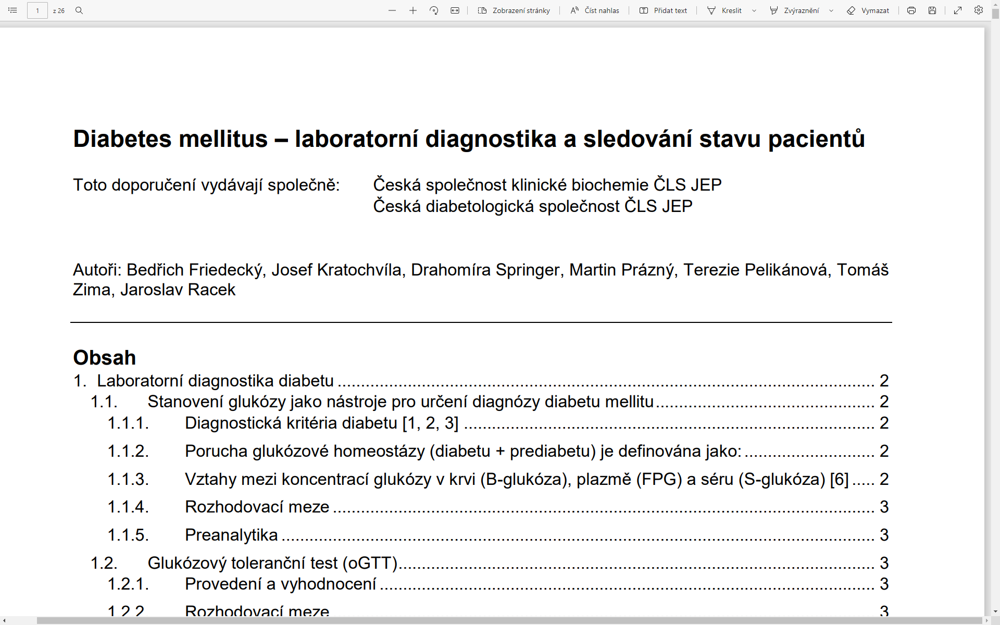 1 z 26 Zobrazení stránky Číst nahlas Přidat text Kreslit Zvýraznění Vymazat
Diabetes mellitus – laboratorní diagnostika a sledování stavu pacientů
Toto doporučení vydávají společně: Česká společnost klinické biochemie ČLS JEP
Česká diabetologická společnost ČLS JEP
Autoři: Bedřich Friedecký, Josef Kratochvíla, Drahomíra Springer, Martin Prázný, Terezie Pelikánová, Tomáš
Zima, Jaroslav Racek
Obsah
1. Laboratorní diagnostika diabetu ........ 2
1.1. Stanovení glukózy jako nástroje pro určení diagnózy diabetu mellitu ........ 2
1.1.1. Diagnostická kritéria diabetu [1, 2, 3] ........ 2
1.1.2. Porucha glukózové homeostázy (diabetu + prediabetu) je definována jako: ........ 2
1.1.3. Vztahy mezi koncentrací glukózy v krvi (B-glukóza), plazmě (FPG) a séru (S-glukóza) [6] ..... 2
1.1.4. Rozhodovací meze ........ 3
1.1.5. Preanalytika ........ 3
1.2. Glukózový toleranční test (oGTT) ........ 3
1.2.1. Provedení a vyhodnocení ........ 3
1.2.2. Rozhodovací meze ........ 3